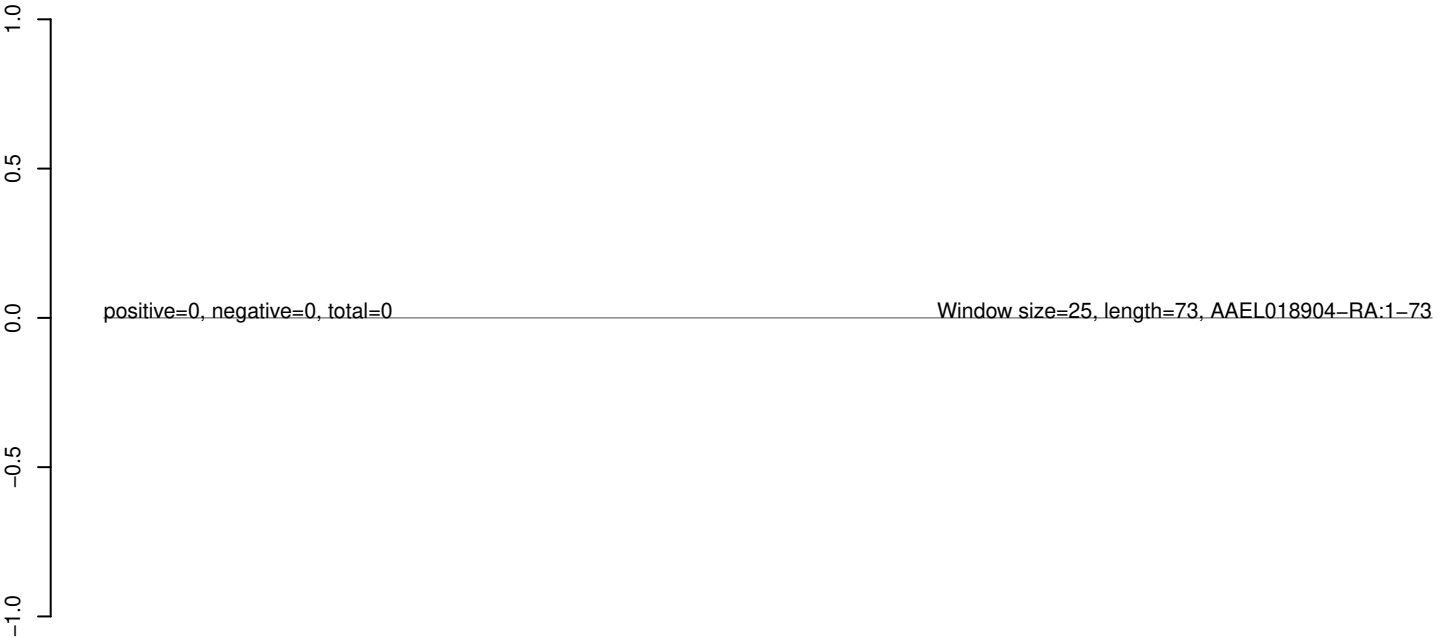 1.0
0.5
0.0
−0.5
−1.0
positive=0, negative=0, total=0
Window size=25, length=73, AAEL018904−RA:1−73